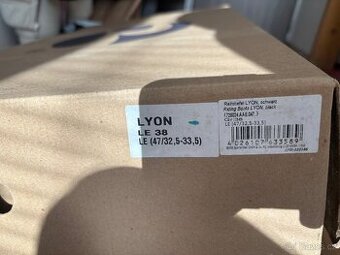 LYON
LE 38
LE (47/32,5-33,5)
Reitstiefel LYON, schwarz
Riding Boots LYON, black
LE (47/32,5-33,5)
4026107633589